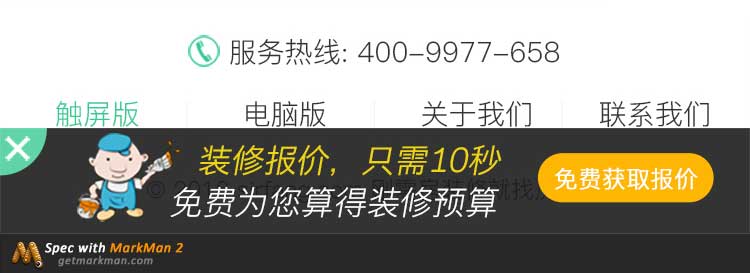 服务热线: 400-9977-658
触屏版 电脑版 关于我们 联系我们
装修报价，只需10秒
免费为您算得装修预算
免费获取报价
Spec with MarkMan 2
getmarkman.com